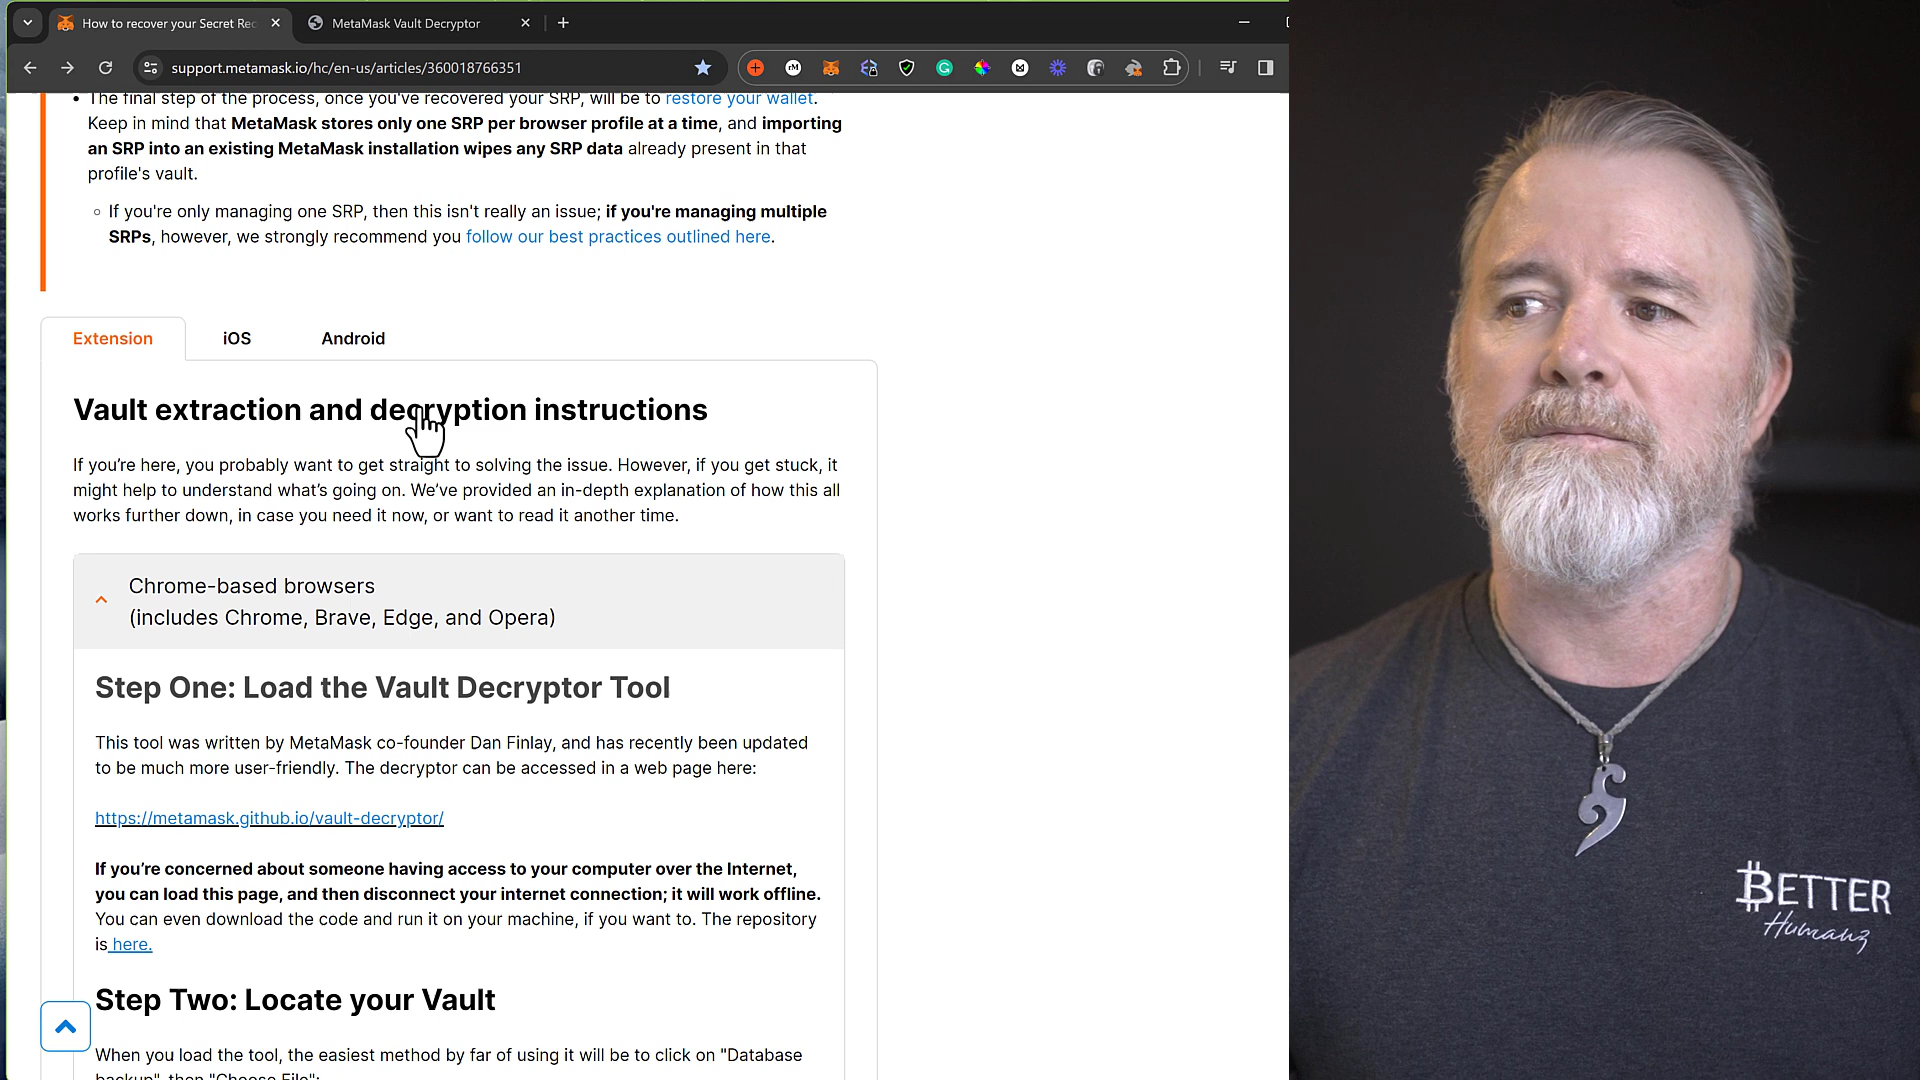 How to recover your Secret Rec
MetaMask Vault Decryptor
support.metamask.io/hc/en-us/articles/360018766351
• The final step of the process, once you've recovered your SRP, will be to restore your wallet.
Keep in mind that MetaMask stores only one SRP per browser profile at a time, and importing
an SRP into an existing MetaMask installation wipes any SRP data already present in that
profile's vault.
If you're only managing one SRP, then this isn't really an issue; if you're managing multiple
SRPs, however, we strongly recommend you follow our best practices outlined here.
Extension iOS Android
Vault extraction and decryption instructions
If you’re here, you probably want to get straight to solving the issue. However, if you get stuck, it
might help to understand what’s going on. We’ve provided an in-depth explanation of how this all
works further down, in case you need it now, or want to read it another time.
Chrome-based browsers
(includes Chrome, Brave, Edge, and Opera)
Step One: Load the Vault Decryptor Tool
This tool was written by MetaMask co-founder Dan Finlay, and has recently been updated
to be much more user-friendly. The decryptor can be accessed in a web page here:
https://metamask.github.io/vault-decryptor/
If you’re concerned about someone having access to your computer over the Internet,
you can load this page, and then disconnect your internet connection; it will work offline.
You can even download the code and run it on your machine, if you want to. The repository
is here.
Step Two: Locate your Vault
When you load the tool, the easiest method by far of using it will be to click on "Database
backup", then "Choose File":
₿ETTER
Humanz